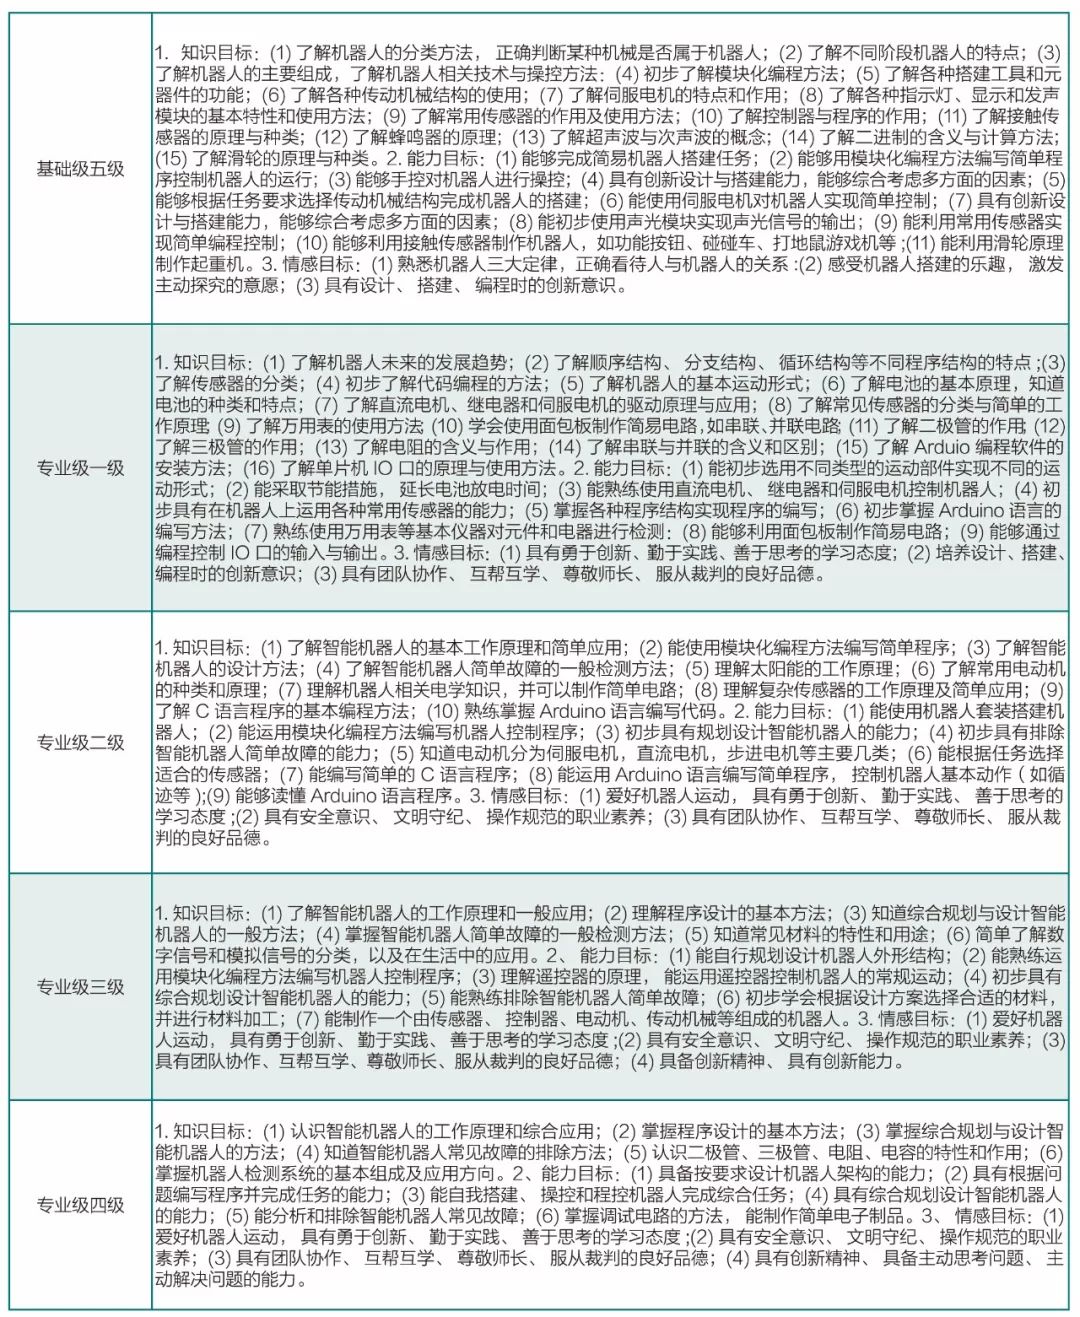 基础级五级
1. 知识目标：(1) 了解机器人的分类方法， 正确判断某种机械是否属于机器人；(2) 了解不同阶段机器人的特点；(3)
了解机器人的主要组成，了解机器人相关技术与操控方法：(4) 初步了解模块化编程方法；(5) 了解各种搭建工具和元
器件的功能；(6) 了解各种传动机械结构的使用；(7) 了解伺服电机的特点和作用；(8) 了解各种指示灯、显示和发声
模块的基本特性和使用方法；(9) 了解常用传感器的作用及使用方法；(10) 了解控制器与程序的作用；(11) 了解接触传
感器的原理与种类；(12) 了解蜂鸣器的原理；(13) 了解超声波与次声波的概念；(14) 了解二进制的含义与计算方法；
(15) 了解滑轮的原理与种类。2. 能力目标：(1) 能够完成简易机器人搭建任务；(2) 能够用模块化编程方法编写简单程
序控制机器人的运行；(3) 能够手控对机器人进行操控；(4) 具有创新设计与搭建能力，能够综合考虑多方面的因素；(5)
能够根据任务要求选择传动机械结构完成机器人的搭建；(6) 能使用伺服电机对机器人实现简单控制；(7) 具有创新设
计与搭建能力，能够综合考虑多方面的因素；(8) 能初步使用声光模块实现声光信号的输出；(9) 能利用常用传感器实
现简单编程控制；(10) 能够利用接触传感器制作机器人，如功能按钮、碰碰车、打地鼠游戏机等 ;(11) 能利用滑轮原理
制作起重机。3. 情感目标：(1) 熟悉机器人三大定律，正确看待人与机器人的关系 :(2) 感受机器人搭建的乐趣， 激发
主动探究的意愿；(3) 具有设计、 搭建、 编程时的创新意识。
专业级一级
1. 知识目标：(1) 了解机器人未来的发展趋势；(2) 了解顺序结构、 分支结构、 循环结构等不同程序结构的特点 ;(3)
了解传感器的分类；(4) 初步了解代码编程的方法；(5) 了解机器人的基本运动形式；(6) 了解电池的基本原理，知道
电池的种类和特点；(7) 了解直流电机、继电器和伺服电机的驱动原理与应用；(8) 了解常见传感器的分类与简单的工
作原理; (9) 了解万用表的使用方法; (10) 学会使用面包板制作简易电路，如串联、并联电路; (11) 了解二极管的作用; (12)
了解三极管的作用；(13) 了解电阻的含义与作用；(14) 了解串联与并联的含义和区别；(15) 了解 Arduio 编程软件的
安装方法；(16) 了解单片机 IO 口的原理与使用方法。2. 能力目标：(1) 能初步选用不同类型的运动部件实现不同的运
动形式；(2) 能采取节能措施， 延长电池放电时间；(3) 能熟练使用直流电机、 继电器和伺服电机控制机器人；(4) 初
步具有在机器人上运用各种常用传感器的能力；(5) 掌握各种程序结构实现程序的编写；(6) 初步掌握 Arduino 语言的
编写方法；(7) 熟练使用万用表等基本仪器对元件和电器进行检测：(8) 能够利用面包板制作简易电路；(9) 能够通过
编程控制 IO 口的输入与输出。3. 情感目标：(1) 具有勇于创新、勤于实践、善于思考的学习态度；(2) 培养设计、搭建、
编程时的创新意识；(3) 具有团队协作、 互帮互学、 尊敬师长、 服从裁判的良好品德。
专业级二级
1. 知识目标：(1) 了解智能机器人的基本工作原理和简单应用；(2) 能使用模块化编程方法编写简单程序；(3) 了解智能
机器人的设计方法；(4) 了解智能机器人简单故障的一般检测方法；(5) 理解太阳能的工作原理；(6) 了解常用电动机
的种类和原理；(7) 理解机器人相关电学知识，并可以制作简单电路；(8) 理解复杂传感器的工作原理及简单应用；(9)
了解 C 语言程序的基本编程方法；(10) 熟练掌握 Arduino 语言编写代码。2. 能力目标：(1) 能使用机器人套装搭建机
器人；(2) 能运用模块化编程方法编写机器人控制程序；(3) 初步具有规划设计智能机器人的能力；(4) 初步具有排除
智能机器人简单故障的能力；(5) 知道电动机分为伺服电机，直流电机，步进电机等主要几类；(6) 能根据任务选择
适合的传感器；(7) 能编写简单的 C 语言程序；(8) 能运用 Arduino 语言编写简单程序， 控制机器人基本动作 ( 如循
迹等 );(9) 能够读懂 Arduino 语言程序。3. 情感目标：(1) 爱好机器人运动， 具有勇于创新、 勤于实践、 善于思考的
学习态度 ;(2) 具有安全意识、 文明守纪、 操作规范的职业素养；(3) 具有团队协作、 互帮互学、 尊敬师长、 服从裁
判的良好品德。
专业级三级
1. 知识目标：(1) 了解智能机器人的工作原理和一般应用；(2) 理解程序设计的基本方法；(3) 知道综合规划与设计智能
机器人的一般方法；(4) 掌握智能机器人简单故障的一般检测方法；(5) 知道常见材料的特性和用途；(6) 简单了解数
字信号和模拟信号的分类，以及在生活中的应用。2、 能力目标：(1) 能自行规划设计机器人外形结构；(2) 能熟练运
用模块化编程方法编写机器人控制程序；(3) 理解遥控器的原理， 能运用遥控器控制机器人的常规运动；(4) 初步具有
综合规划设计智能机器人的能力；(5) 能熟练排除智能机器人简单故障；(6) 初步学会根据设计方案选择合适的材料，
并进行材料加工；(7) 能制作一个由传感器、 控制器、电动机、传动机械等组成的机器人。3. 情感目标：(1) 爱好机器
人运动， 具有勇于创新、 勤于实践、 善于思考的学习态度 ;(2) 具有安全意识、 文明守纪、 操作规范的职业素养；(3)
具有团队协作、互帮互学、尊敬师长、服从裁判的良好品德；(4) 具备创新精神、 具有创新能力。
专业级四级
1. 知识目标：(1) 认识智能机器人的工作原理和综合应用；(2) 掌握程序设计的基本方法；(3) 掌握综合规划与设计智
能机器人的方法；(4) 知道智能机器人常见故障的排除方法；(5) 认识二极管、三极管、电阻、电容的特性和作用；(6)
掌握机器人检测系统的基本组成及应用方向。2、能力目标：(1) 具备按要求设计机器人架构的能力；(2) 具有根据问
题编写程序并完成任务的能力；(3) 能自我搭建、 操控和程控机器人完成综合任务；(4) 具有综合规划设计智能机器人
的能力；(5) 能分析和排除智能机器人常见故障；(6) 掌握调试电路的方法， 能制作简单电子制品。3、 情感目标：(1)
爱好机器人运动， 具有勇于创新、 勤于实践、 善于思考的学习态度 ;(2) 具有安全意识、 文明守纪、 操作规范的职业
素养；(3) 具有团队协作、 互帮互学、 尊敬师长、 服从裁判的良好品德；(4) 具有创新精神、 具备主动思考问题、 主
动解决问题的能力。